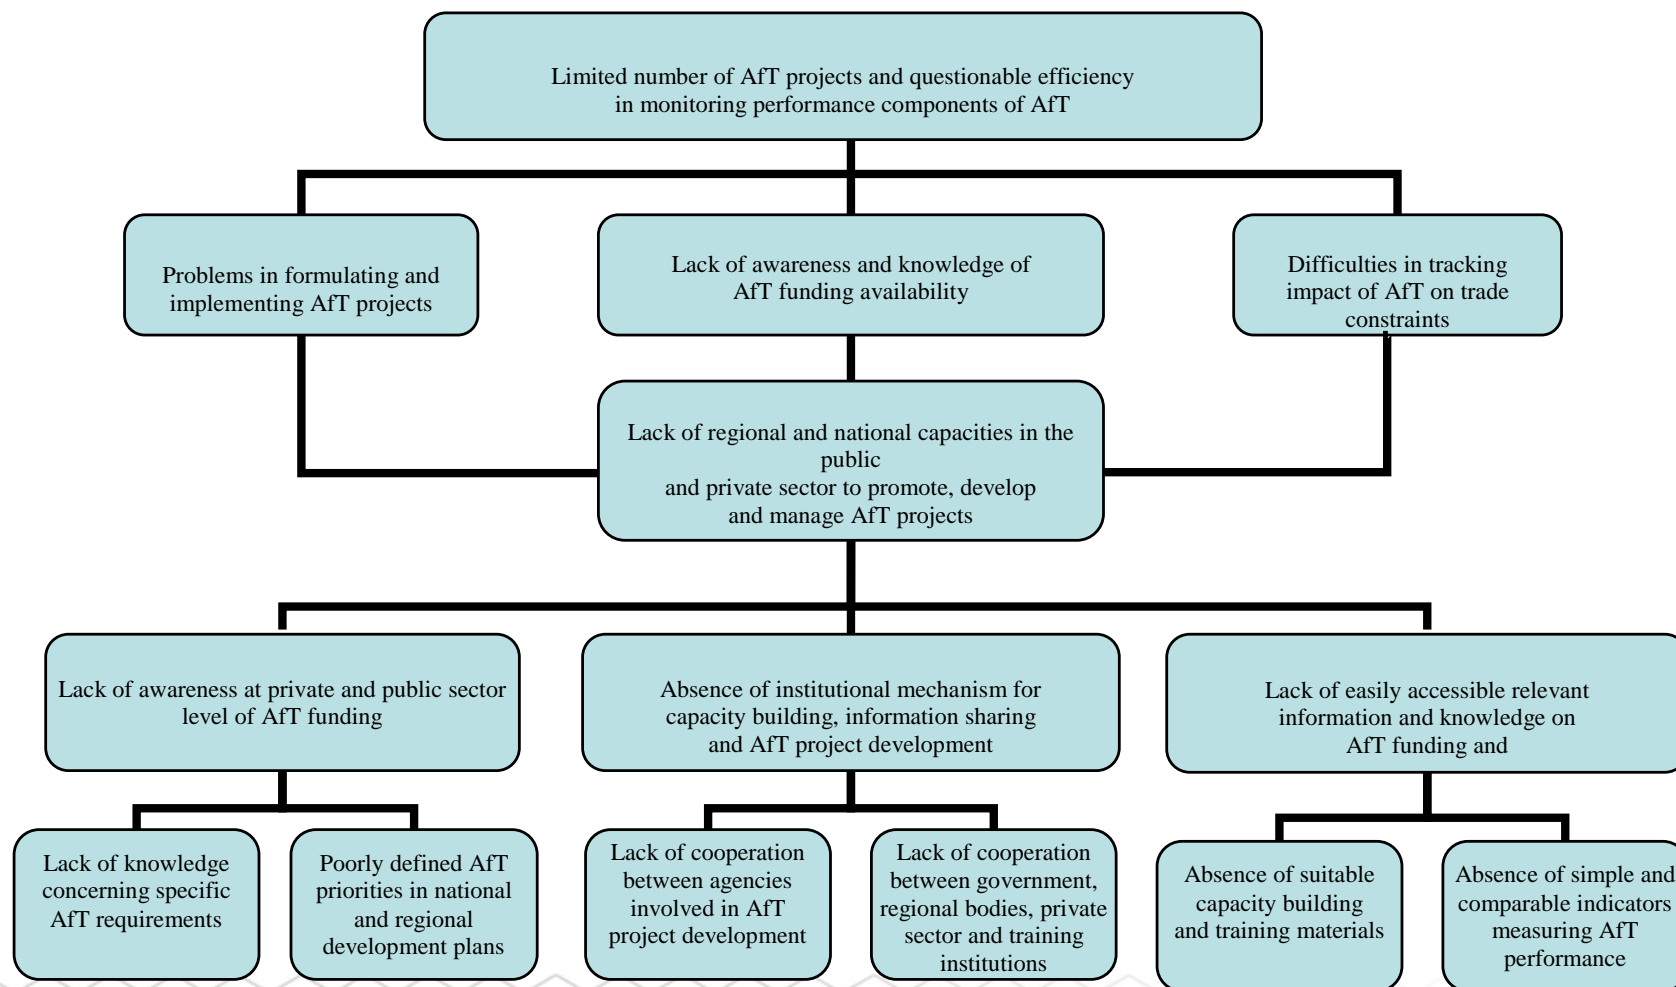 Limited number of AfT projects and questionable efficiency
in monitoring performance components of AfT
Problems in formulating and
implementing AfT projects
Lack of awareness and knowledge of
AfT funding availability
Difficulties in tracking
impact of AfT on trade
constraints
Lack of regional and national capacities in the
public
and private sector to promote, develop
and manage AfT projects
Lack of awareness at private and public sector
level of AfT funding
Absence of institutional mechanism for
capacity building, information sharing
and AfT project development
Lack of easily accessible relevant
information and knowledge on
AfT funding and
Lack of knowledge
concerning specific
AfT requirements
Poorly defined AfT
priorities in national
and regional
development plans
Lack of cooperation
between agencies
involved in AfT
project development
Lack of cooperation
between government,
regional bodies, private
sector and training
institutions
Absence of suitable
capacity building
and training materials
Absence of simple and
comparable indicators
measuring AfT
performance